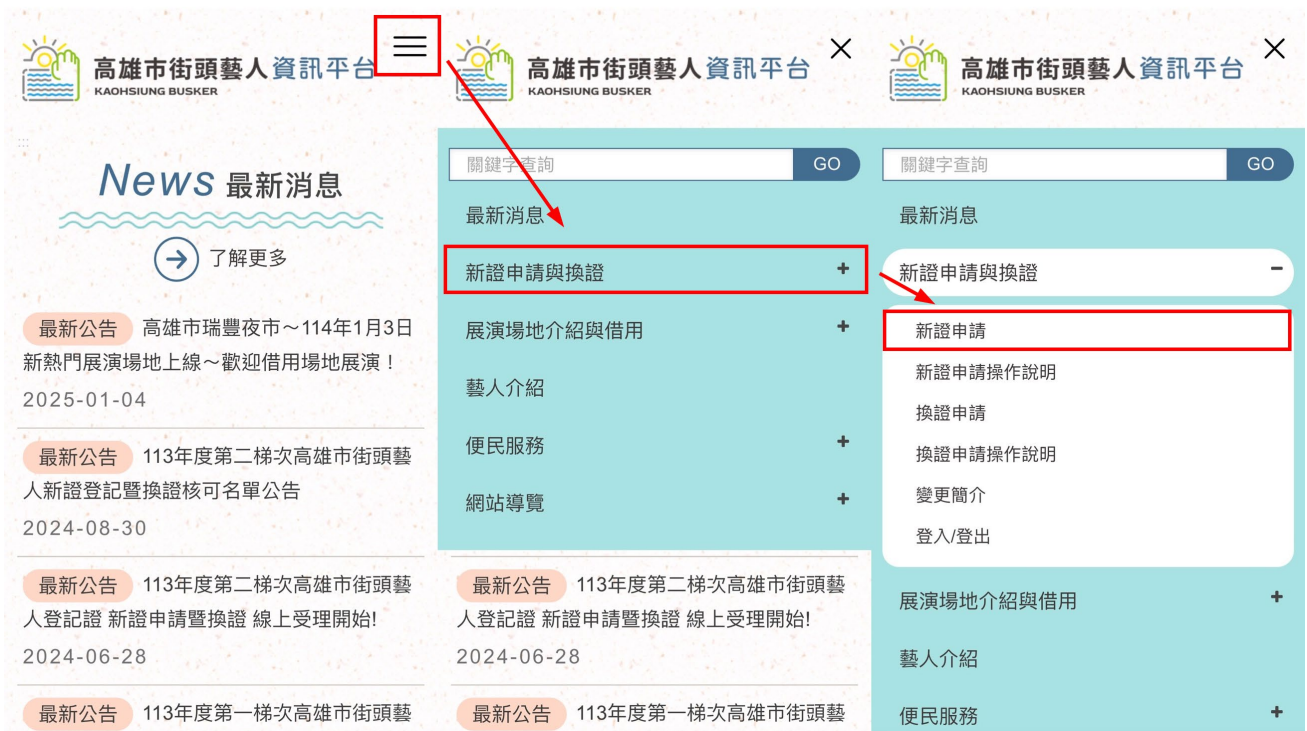 高雄市街頭藝人資訊平台
KAOHSIUNG BUSKER
News 最新消息
了解更多
最新公告 高雄市瑞豐夜市～114年1月3日
新熱門展演場地上線～歡迎借用場地展演！
2025-01-04
最新公告 113年度第二梯次高雄市街頭藝
人新證登記暨換證核可名單公告
2024-08-30
最新公告 113年度第二梯次高雄市街頭藝
人登記證 新證申請暨換證 線上受理開始!
2024-06-28
最新公告 113年度第一梯次高雄市街頭藝
高雄市街頭藝人資訊平台
KAOHSIUNG BUSKER
關鍵字查詢 GO
最新消息
新證申請與換證 +
展演場地介紹與借用 +
藝人介紹
便民服務 +
網站導覽 +
最新公告 113年度第二梯次高雄市街頭藝
人登記證 新證申請暨換證 線上受理開始!
2024-06-28
最新公告 113年度第一梯次高雄市街頭藝
高雄市街頭藝人資訊平台
KAOHSIUNG BUSKER
關鍵字查詢 GO
最新消息
新證申請與換證 -
新證申請
新證申請操作說明
換證申請
換證申請操作說明
變更簡介
登入/登出
展演場地介紹與借用 +
藝人介紹
便民服務 +